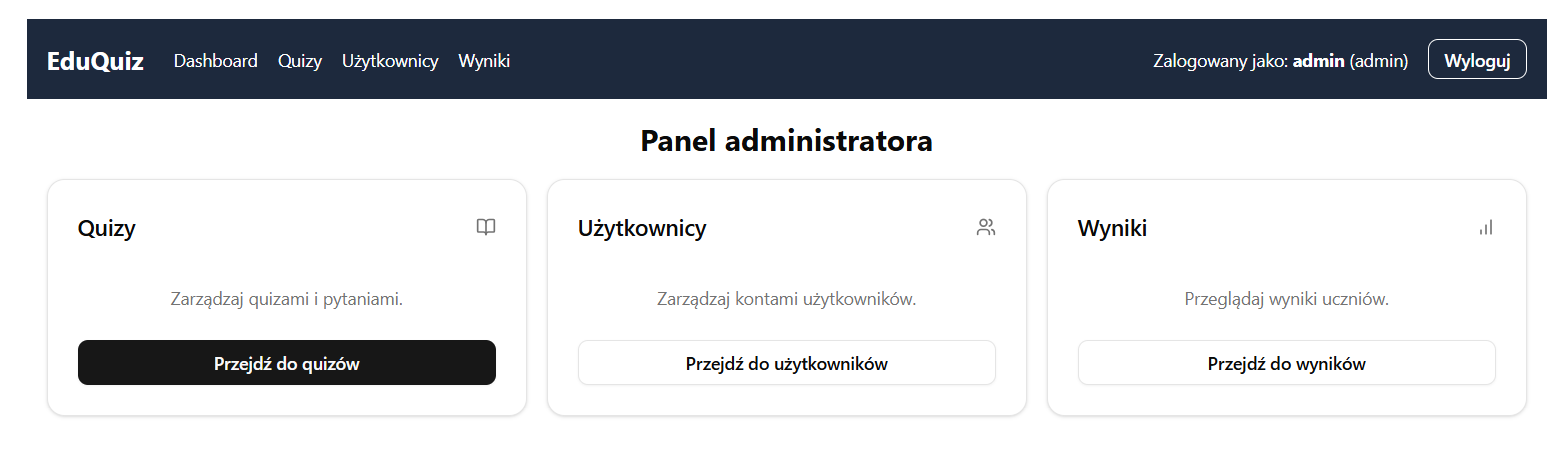 EduQuiz Dashboard Quizy Użytkownicy Wyniki Zalogowany jako: admin (admin) Wyloguj
Panel administratora
Quizy
Zarządzaj quizami i pytaniami.
Przejdź do quizów
Użytkownicy
Zarządzaj kontami użytkowników.
Przejdź do użytkowników
Wyniki
Przeglądaj wyniki uczniów.
Przejdź do wyników